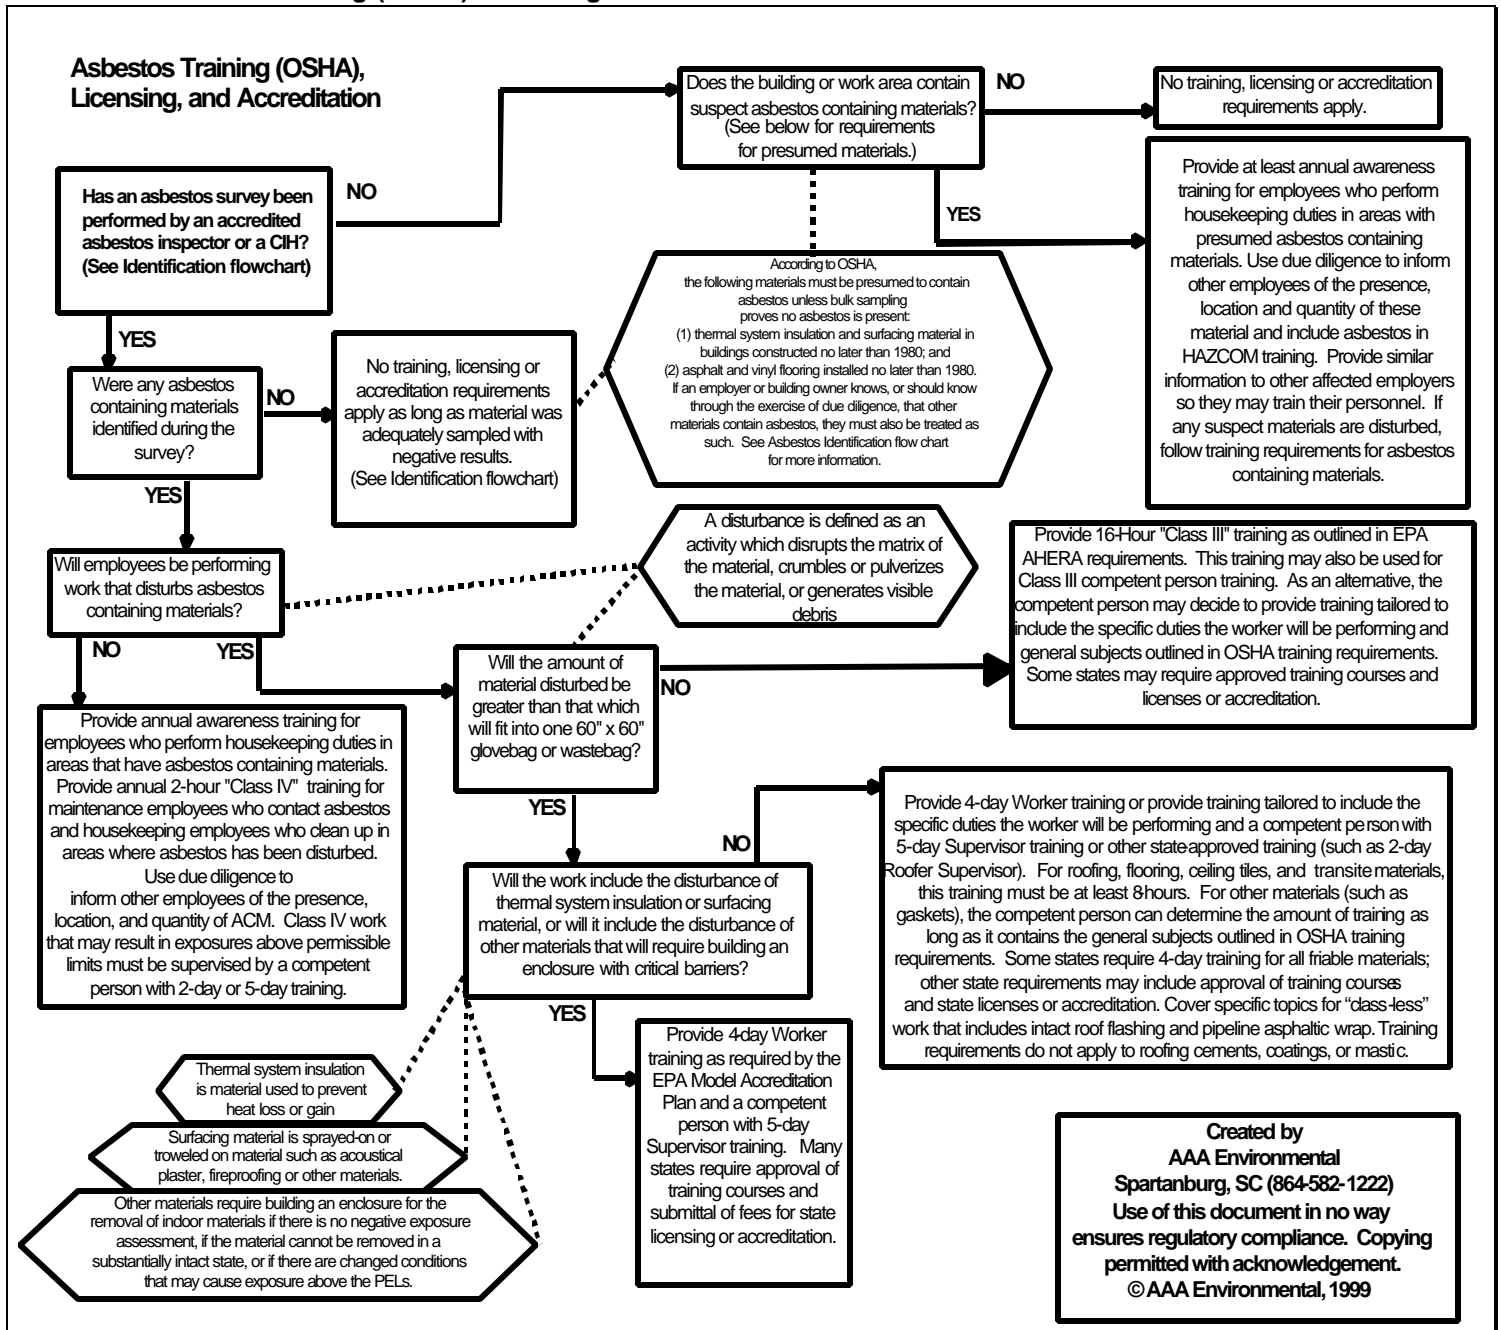 Asbestos Training (OSHA),
Licensing, and Accreditation
Does the building or work area contain
suspect asbestos containing materials?
(See below for requirements
for presumed materials.)
NO
No training, licensing or accreditation
requirements apply.
Has an asbestos survey been
performed by an accredited
asbestos inspector or a CIH?
(See Identification flowchart)
NO
YES
Provide at least annual awareness
training for employees who perform
housekeeping duties in areas with
presumed asbestos containing
materials. Use due diligence to inform
other employees of the presence,
location and quantity of these
material and include asbestos in
HAZCOM training. Provide similar
information to other affected employers
so they may train their personnel. If
any suspect materials are disturbed,
follow training requirements for asbestos
containing materials.
According to OSHA,
the following materials must be presumed to contain
asbestos unless bulk sampling
proves no asbestos is present:
(1) thermal system insulation and surfacing material in
buildings constructed no later than 1980; and
(2) asphalt and vinyl flooring installed no later than 1980.
If an employer or building owner knows, or should know
through the exercise of due diligence, that other
materials contain asbestos, they must also be treated as
such. See Asbestos Identification flow chart
for more information.
YES
Were any asbestos
containing materials
identified during the
survey?
NO
No training, licensing or
accreditation requirements
apply as long as material was
adequately sampled with
negative results.
(See Identification flowchart)
YES
Will employees be performing
work that disturbs asbestos
containing materials?
A disturbance is defined as an
activity which disrupts the matrix of
the material, crumbles or pulverizes
the material, or generates visible
debris
Provide 16-Hour "Class III" training as outlined in EPA
AHERA requirements. This training may also be used for
Class III competent person training. As an alternative, the
competent person may decide to provide training tailored to
include the specific duties the worker will be performing and
general subjects outlined in OSHA training requirements.
Some states may require approved training courses and
licenses or accreditation.
NO
YES
Will the amount of
material disturbed be
greater than that which
will fit into one 60" x 60"
glovebag or wastebag?
NO
Provide annual awareness training for
employees who perform housekeeping duties in
areas that have asbestos containing materials.
Provide annual 2-hour "Class IV" training for
maintenance employees who contact asbestos
and housekeeping employees who clean up in
areas where asbestos has been disturbed.
Use due diligence to
inform other employees of the presence,
location, and quantity of ACM. Class IV work
that may result in exposures above permissible
limits must be supervised by a competent
person with 2-day or 5-day training.
YES
NO
Provide 4-day Worker training or provide training tailored to include the
specific duties the worker will be performing and a competent person with
5-day Supervisor training or other state-approved training (such as 2-day
Roofer Supervisor). For roofing, flooring, ceiling tiles, and transite materials,
this training must be at least 8-hours. For other materials (such as
gaskets), the competent person can determine the amount of training as
long as it contains the general subjects outlined in OSHA training
requirements. Some states require 4-day training for all friable materials;
other state requirements may include approval of training courses
and state licenses or accreditation. Cover specific topics for “class-less”
work that includes intact roof flashing and pipeline asphaltic wrap. Training
requirements do not apply to roofing cements, coatings, or mastic.
Will the work include the disturbance of
thermal system insulation or surfacing
material, or will it include the disturbance of
other materials that will require building an
enclosure with critical barriers?
YES
Provide 4-day Worker
training as required by the
EPA Model Accreditation
Plan and a competent
person with 5-day
Supervisor training. Many
states require approval of
training courses and
submittal of fees for state
licensing or accreditation.
Thermal system insulation
is material used to prevent
heat loss or gain
Surfacing material is sprayed-on or
troweled on material such as acoustical
plaster, fireproofing or other materials.
Other materials require building an enclosure for the
removal of indoor materials if there is no negative exposure
assessment, if the material cannot be removed in a
substantially intact state, or if there are changed conditions
that may cause exposure above the PELs.
Created by
AAA Environmental
Spartanburg, SC (864-582-1222)
Use of this document in no way
ensures regulatory compliance. Copying
permitted with acknowledgement.
© AAA Environmental, 1999